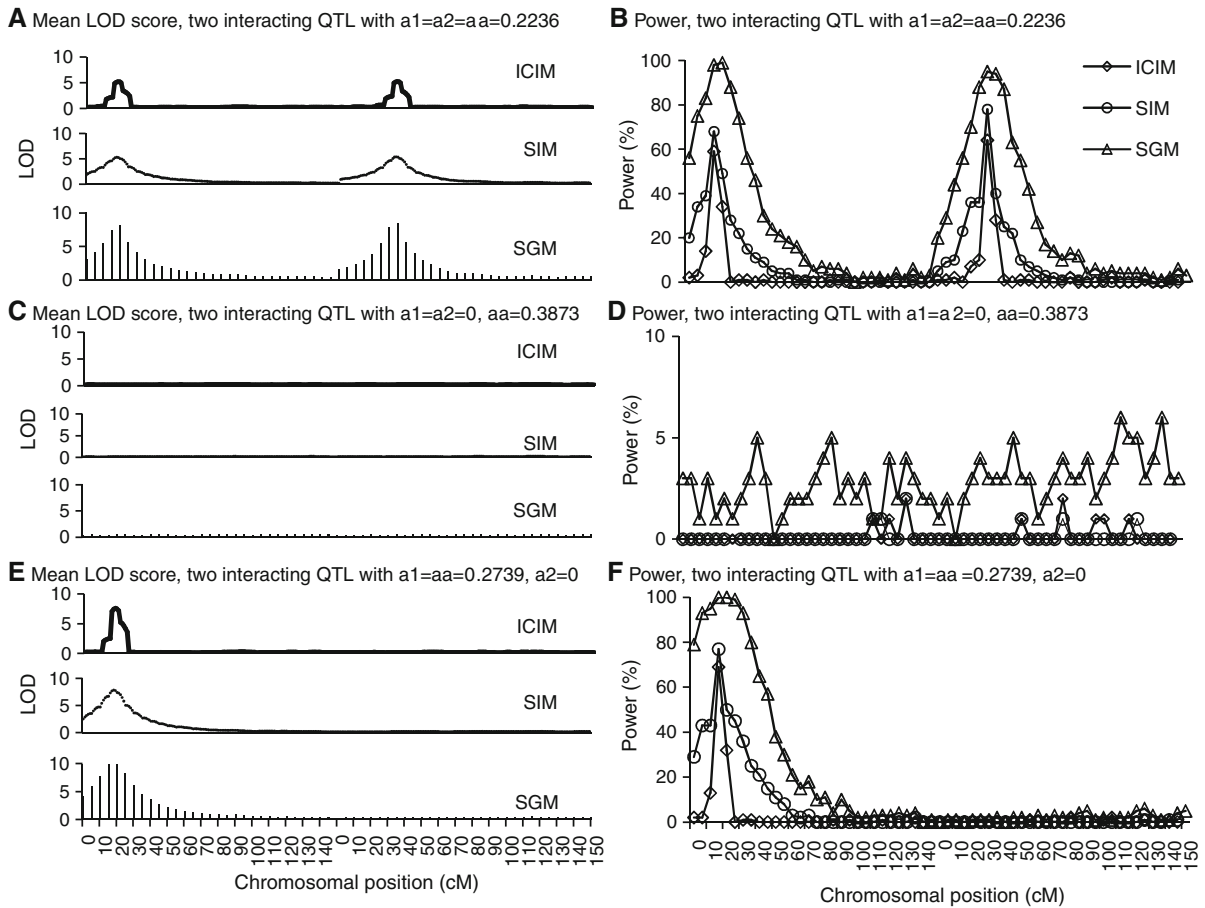 A Mean LOD score, two interacting QTL with a1=a2=aa=0.2236
10
5
0
ICIM
10
5
0
SIM
10
5
0
SGM
LOD
B Power, two interacting QTL with a1=a2=aa=0.2236
100
80
60
40
20
0
Power (%)
ICIM
SIM
SGM
C Mean LOD score, two interacting QTL with a1=a2=0, aa=0.3873
10
5
0
ICIM
10
5
0
SIM
10
5
0
SGM
LOD
D Power, two interacting QTL with a1=a2=0, aa=0.3873
10
5
0
Power (%)
E Mean LOD score, two interacting QTL with a1=aa=0.2739, a2=0
10
5
0
ICIM
10
5
0
SIM
10
5
0
SGM
LOD
0 10 20 30 40 50 60 70 80 90 100 110 120 130 140 0 10 20 30 40 50 60 70 80 90 100 110 120 130 140 150
Chromosomal position (cM)
F Power, two interacting QTL with a1=aa =0.2739, a2=0
100
80
60
40
20
0
Power (%)
0 10 20 30 40 50 60 70 80 90 100 110 120 130 140 0 10 20 30 40 50 60 70 80 90 100 110 120 130 140 150
Chromosomal position (cM)